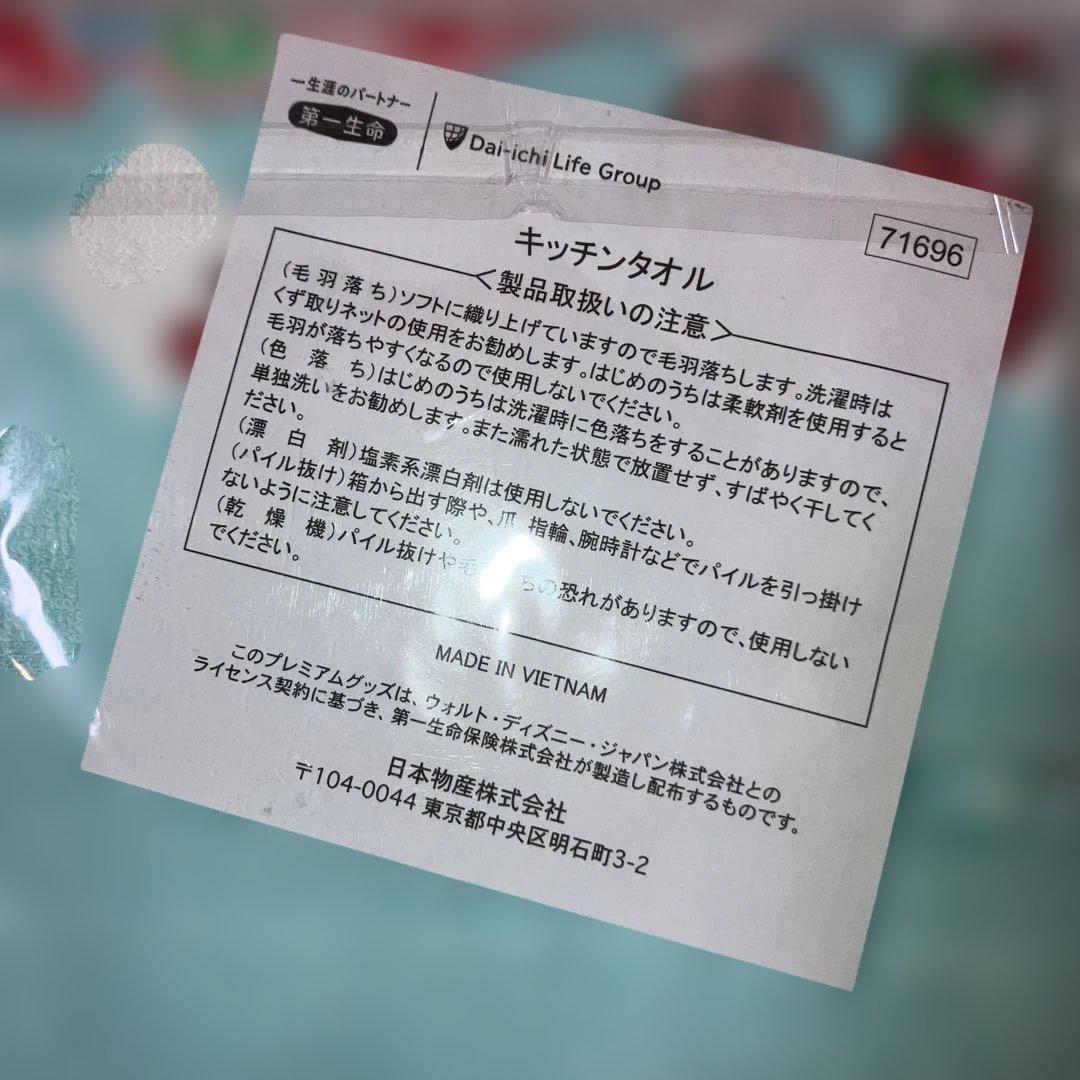 一生涯のパートナー
第一生命
Dai-ichi Life Group
71696
キッチンタオル
<製品取扱いの注意>
(毛羽落ち)ソフトに織り上げていますので毛羽落ちします。洗濯時は
くず取りネットの使用をお勧めします。はじめのうちは柔軟剤を使用すると
毛羽が落ちやすくなるので使用しないでください。
(色落ち)はじめのうちは洗濯時に色落ちをすることがありますので、
単独洗いをお勧めします。また濡れた状態で放置せず、すばやく干してく
ださい。
(漂白剤)塩素系漂白剤は使用しないでください。
(パイル抜け)箱から出す際や、爪、指輪、腕時計などでパイルを引っ掛け
ないように注意してください。
(乾燥機)パイル抜けや毛 ちの恐れがありますので、使用しない
でください。
MADE IN VIETNAM
このプレミアムグッズは、ウォルト・ディズニー・ジャパン株式会社との
ライセンス契約に基づき、第一生命保険株式会社が製造し配布するものです。
日本物産株式会社
〒104-0044 東京都中央区明石町3-2